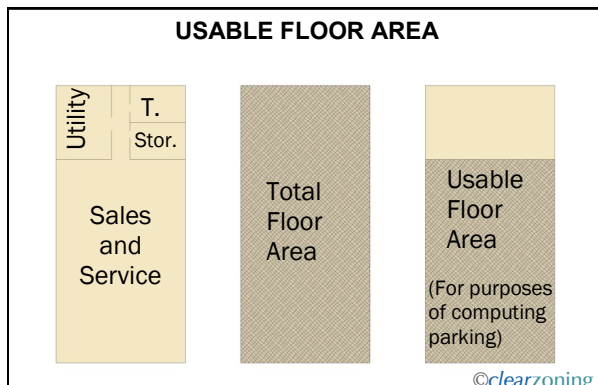 USABLE FLOOR AREA
Utility
T.
Stor.
Sales
and
Service
Total
Floor
Area
Usable
Floor
Area
(For purposes
of computing
parking)
©clearzoning